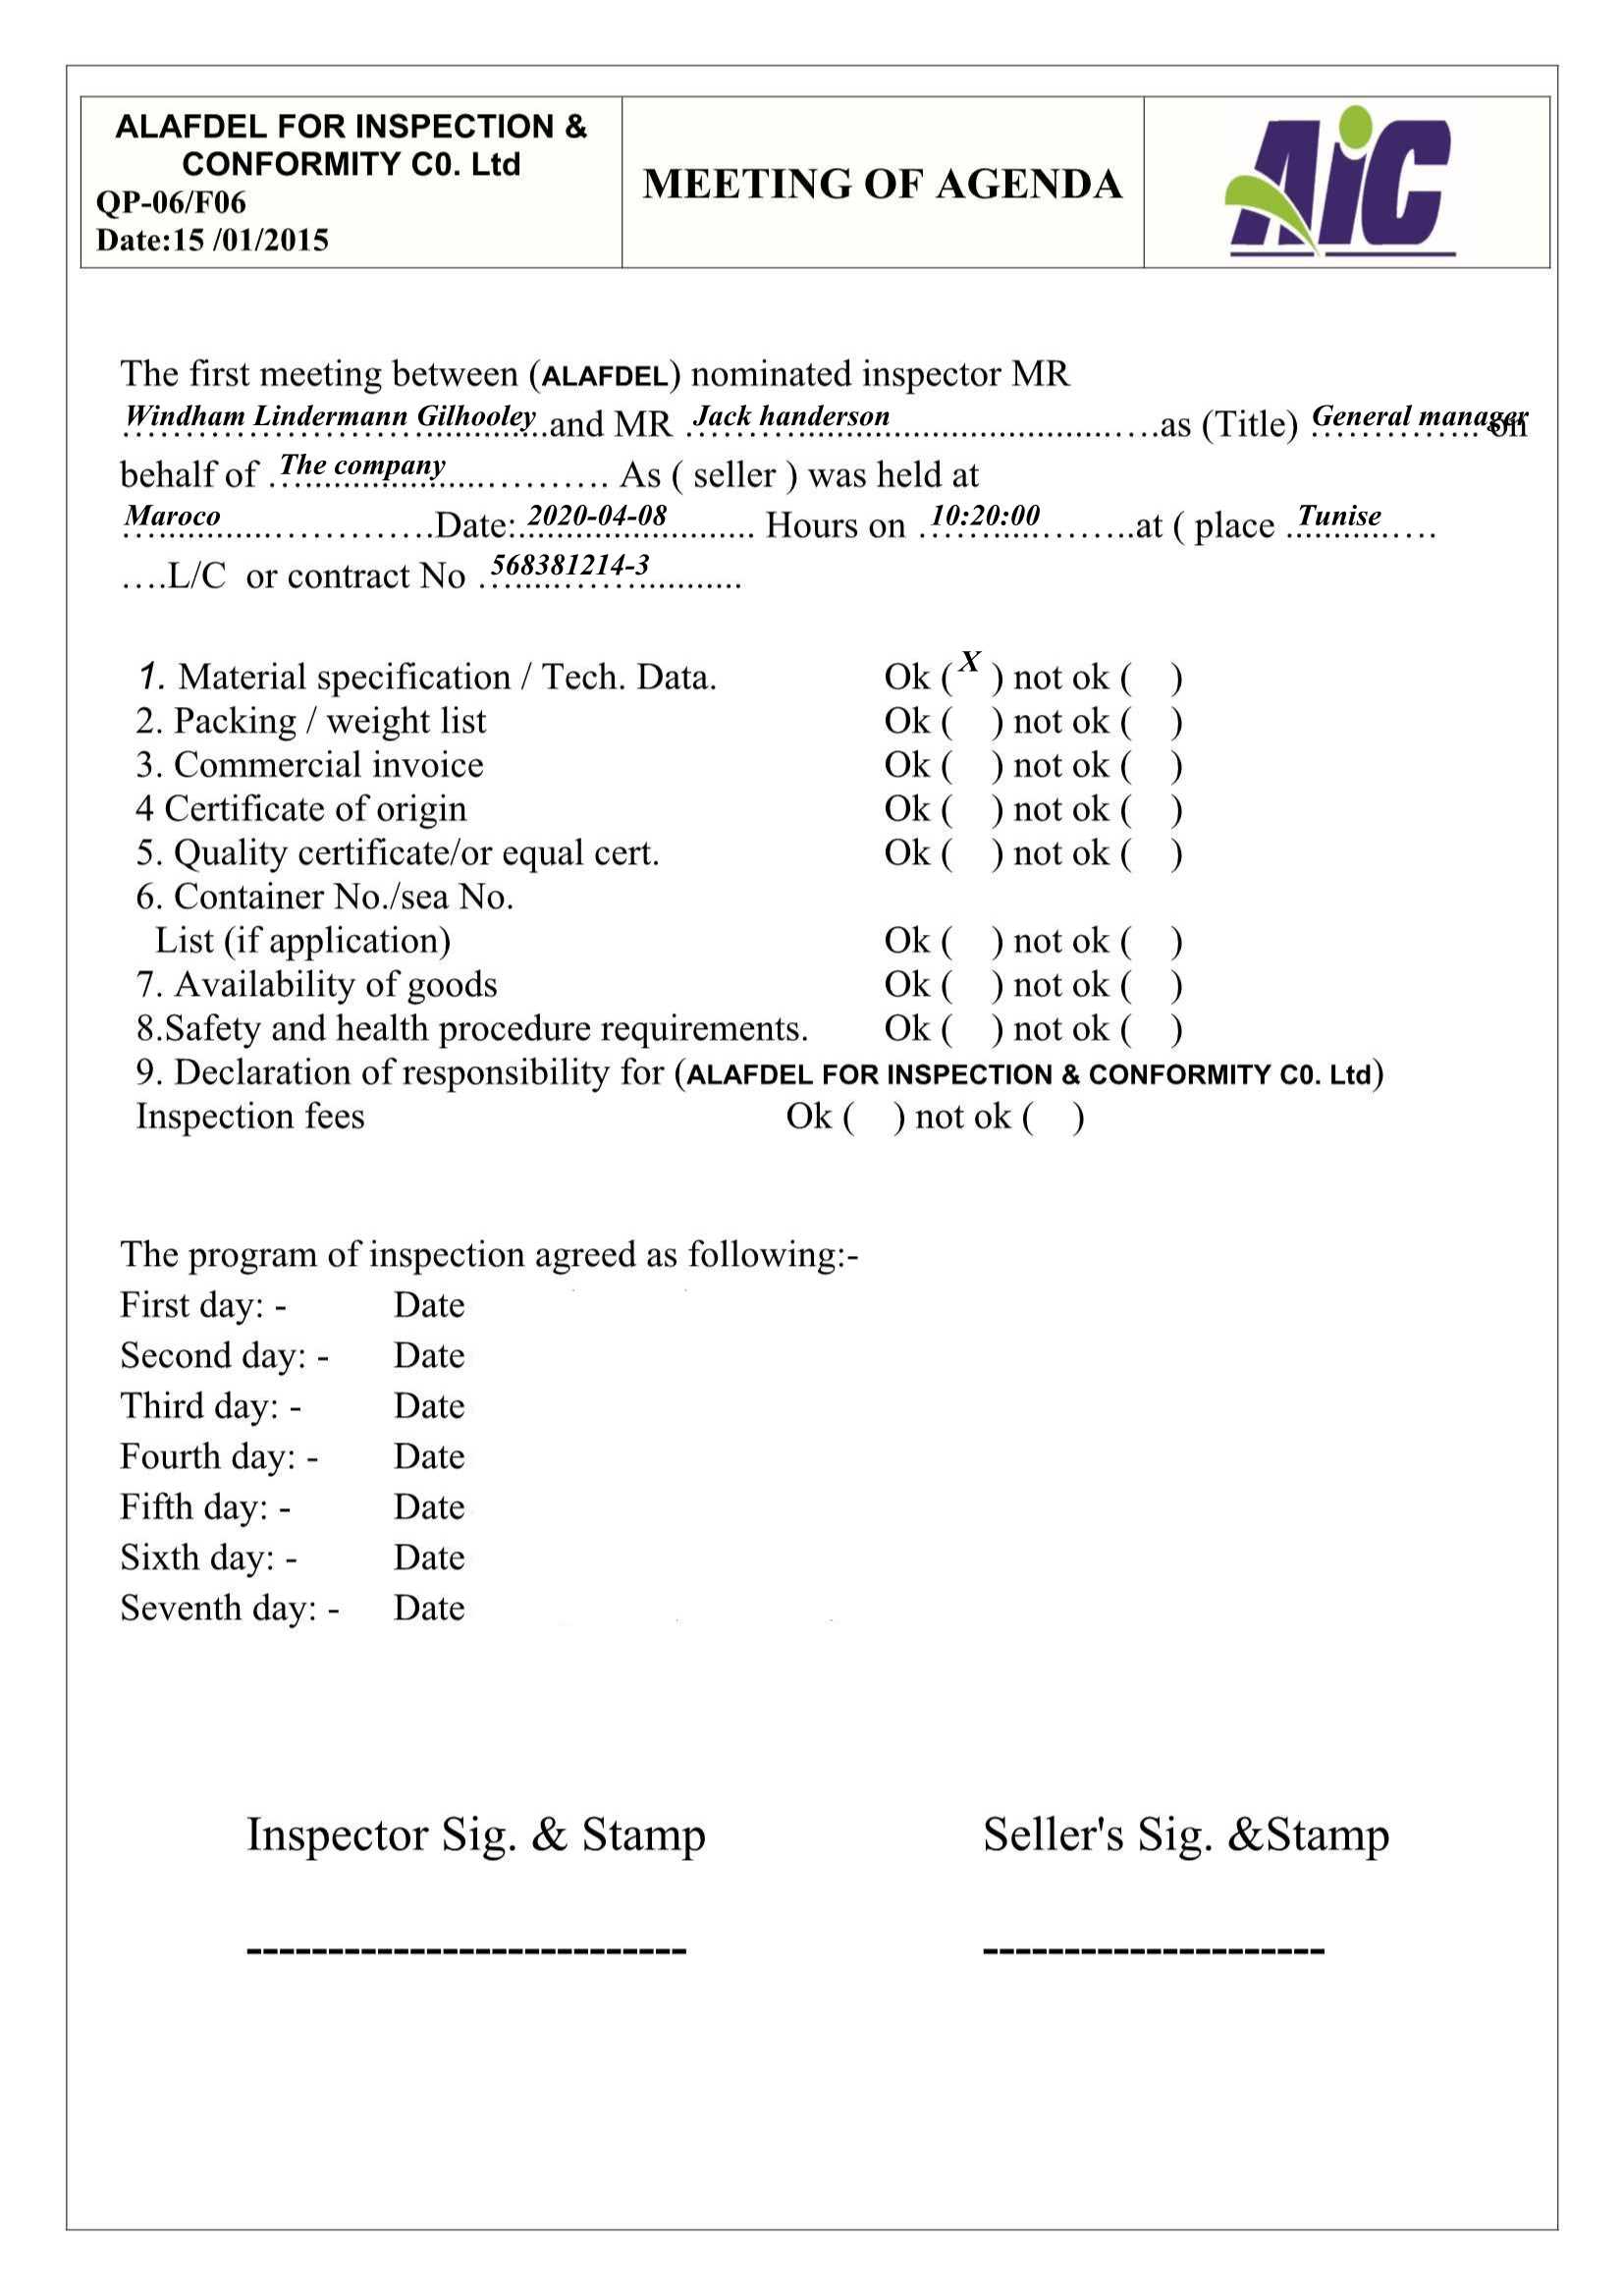 ALAFDEL FOR INSPECTION &
CONFORMITY C0. Ltd
QP-06/F06
Date:15 /01/2015
MEETING OF AGENDA
AiC
The first meeting between (ALAFDEL) nominated inspector MR
Windham Lindermann Gilhooley and MR Jack handerson as (Title) General manager on
behalf of The company As ( seller ) was held at
Maroco Date: 2020-04-08 Hours on 10:20:00 at ( place Tunise
….L/C or contract No 568381214-3
1. Material specification / Tech. Data. Ok ( X ) not ok ( )
2. Packing / weight list Ok ( ) not ok ( )
3. Commercial invoice Ok ( ) not ok ( )
4 Certificate of origin Ok ( ) not ok ( )
5. Quality certificate/or equal cert. Ok ( ) not ok ( )
6. Container No./sea No.
List (if application) Ok ( ) not ok ( )
7. Availability of goods Ok ( ) not ok ( )
8.Safety and health procedure requirements. Ok ( ) not ok ( )
9. Declaration of responsibility for (ALAFDEL FOR INSPECTION & CONFORMITY C0. Ltd)
Inspection fees Ok ( ) not ok ( )
The program of inspection agreed as following:-
First day: - Date
Second day: - Date
Third day: - Date
Fourth day: - Date
Fifth day: - Date
Sixth day: - Date
Seventh day: - Date
Inspector Sig. & Stamp Seller's Sig. &Stamp